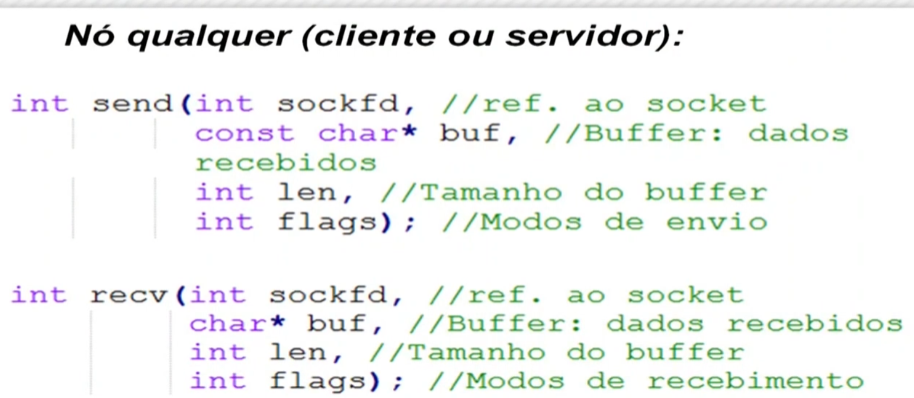 Nó qualquer (cliente ou servidor):
int send(int sockfd, //ref. ao socket
const char* buf, //Buffer: dados
recebidos
int len, //Tamanho do buffer
int flags); //Modos de envio
int recv(int sockfd, //ref. ao socket
char* buf, //Buffer: dados recebidos
int len, //Tamanho do buffer
int flags); //Modos de recebimento